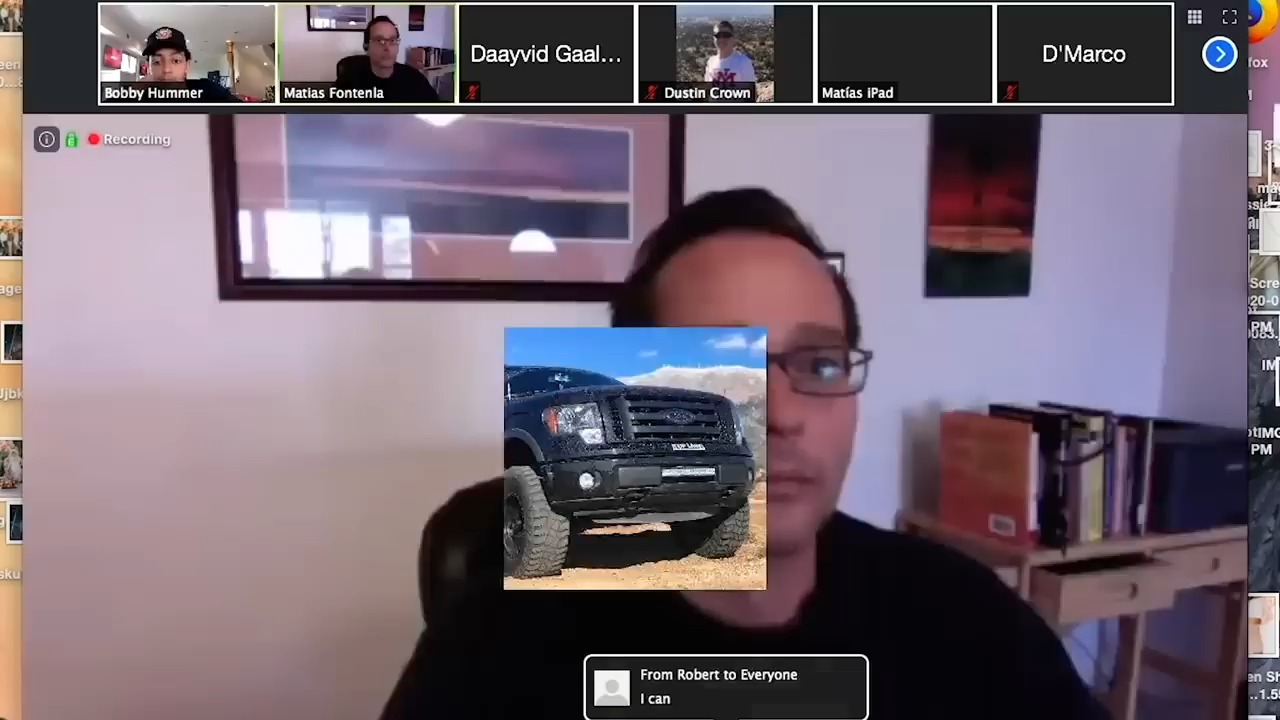 Bobby Hummer
Matias Fontenla
Daayvid Gaal...
Dustin Crown
Matías iPad
D'Marco
Recording
From Robert to Everyone
I can